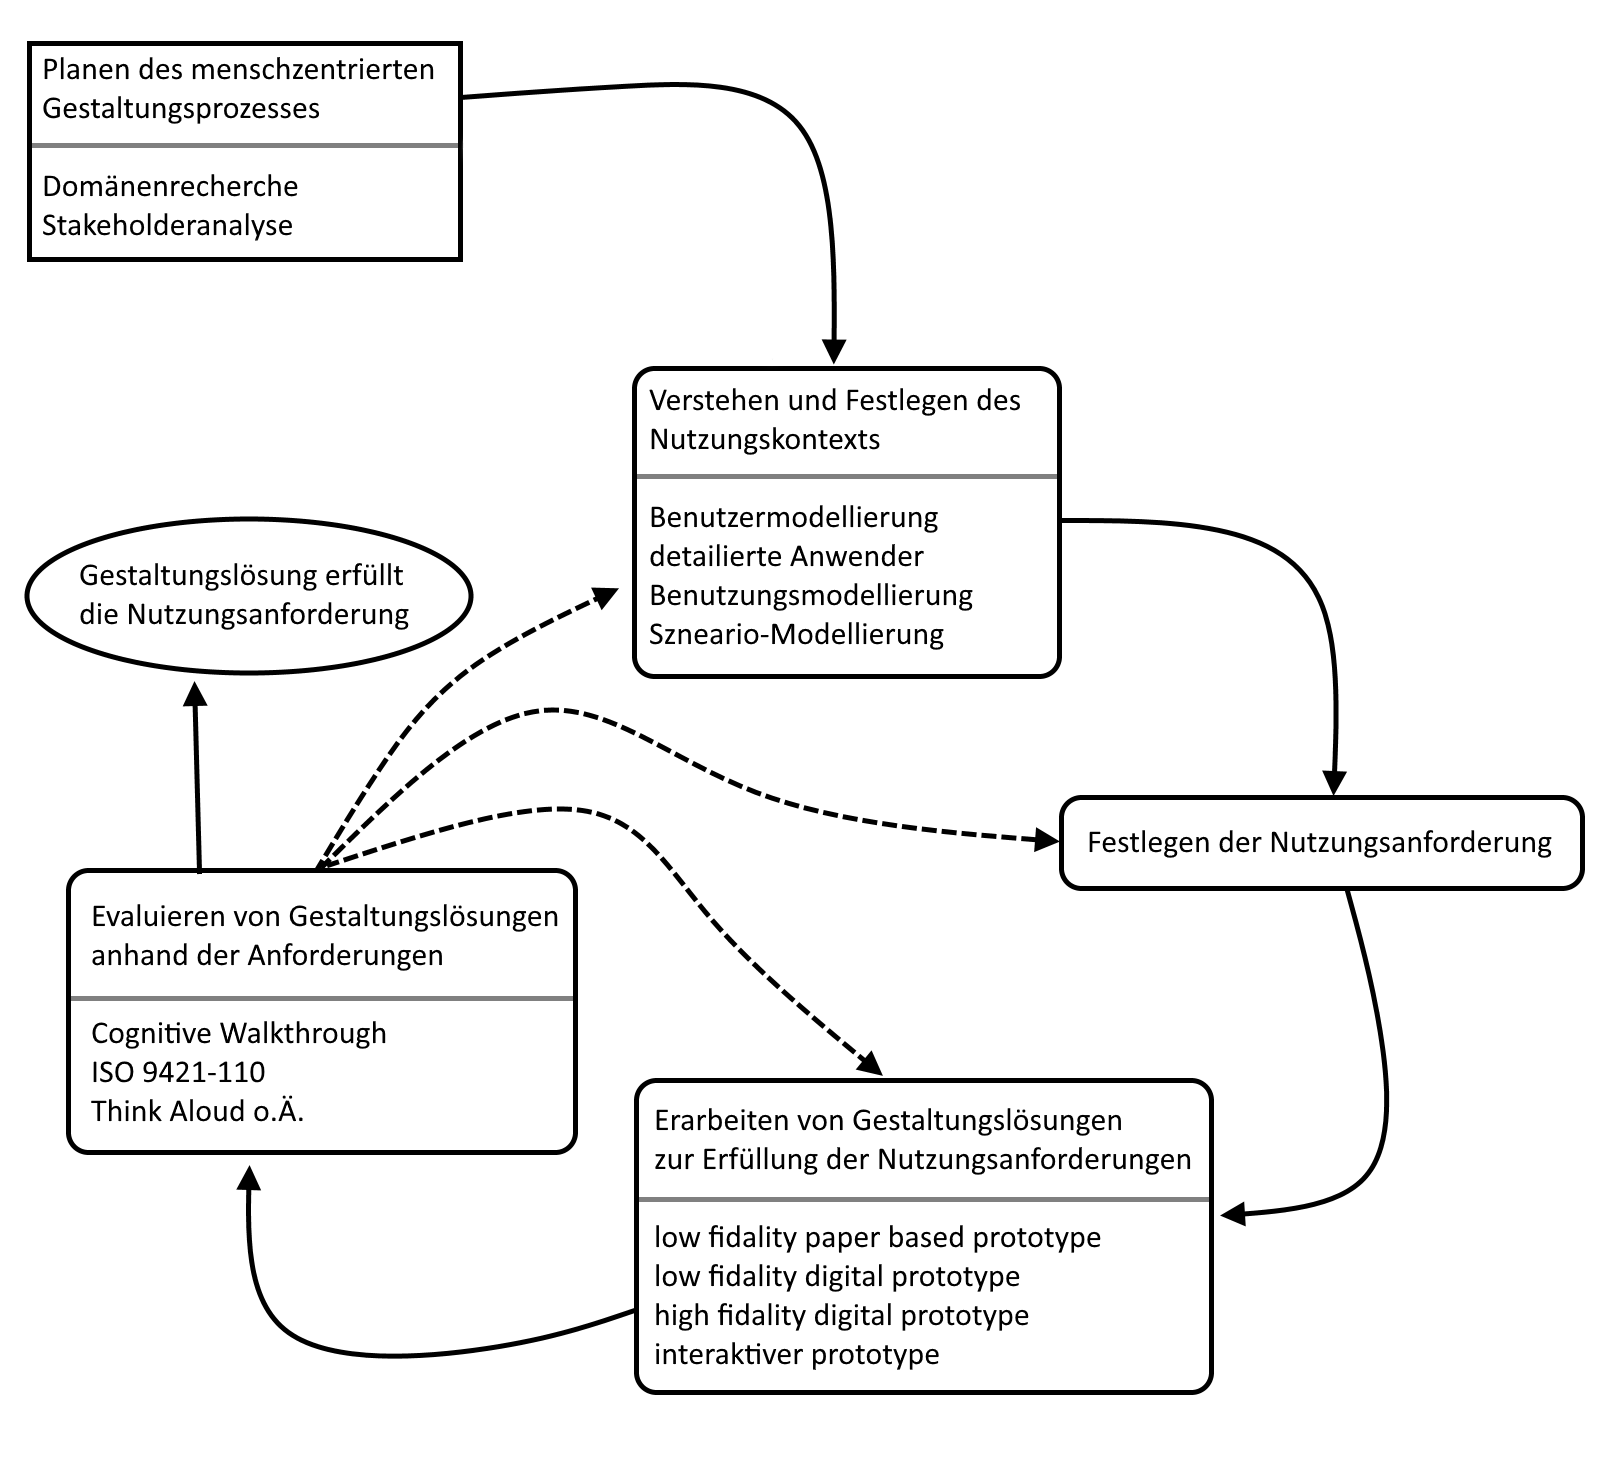 Planen des menschzentrierten
Gestaltungsprozesses
Domänenrecherche
Stakeholderanalyse
Verstehen und Festlegen des
Nutzungskontexts
Benutzermodellierung
detailierte Anwender
Benutzungsmodellierung
Szneario-Modellierung
Gestaltungslösung erfüllt
die Nutzungsanforderung
Festlegen der Nutzungsanforderung
Evaluieren von Gestaltungslösungen
anhand der Anforderungen
Cognitive Walkthrough
ISO 9421-110
Think Aloud o.Ä.
Erarbeiten von Gestaltungslösungen
zur Erfüllung der Nutzungsanforderungen
low fidality paper based prototype
low fidality digital prototype
high fidality digital prototype
interaktiver prototype